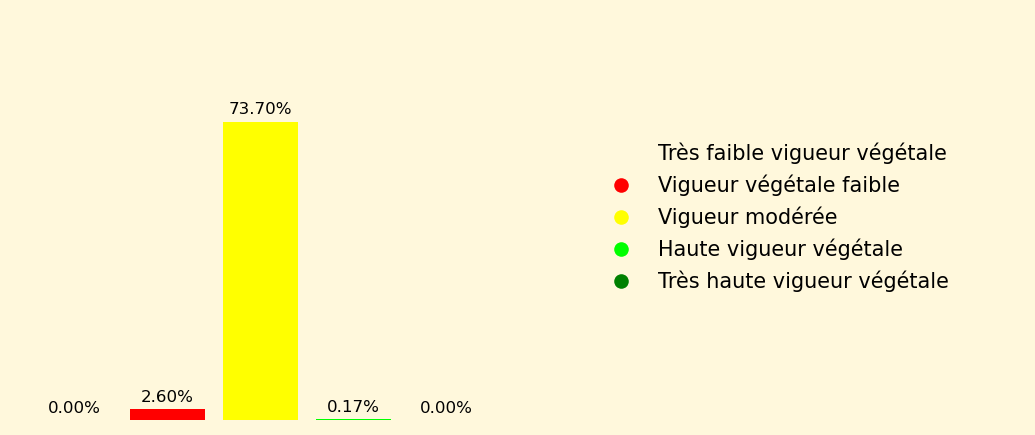 73.70%
0.00%
2.60%
0.17%
0.00%
Très faible vigueur végétale
Vigueur végétale faible
Vigueur modérée
Haute vigueur végétale
Très haute vigueur végétale